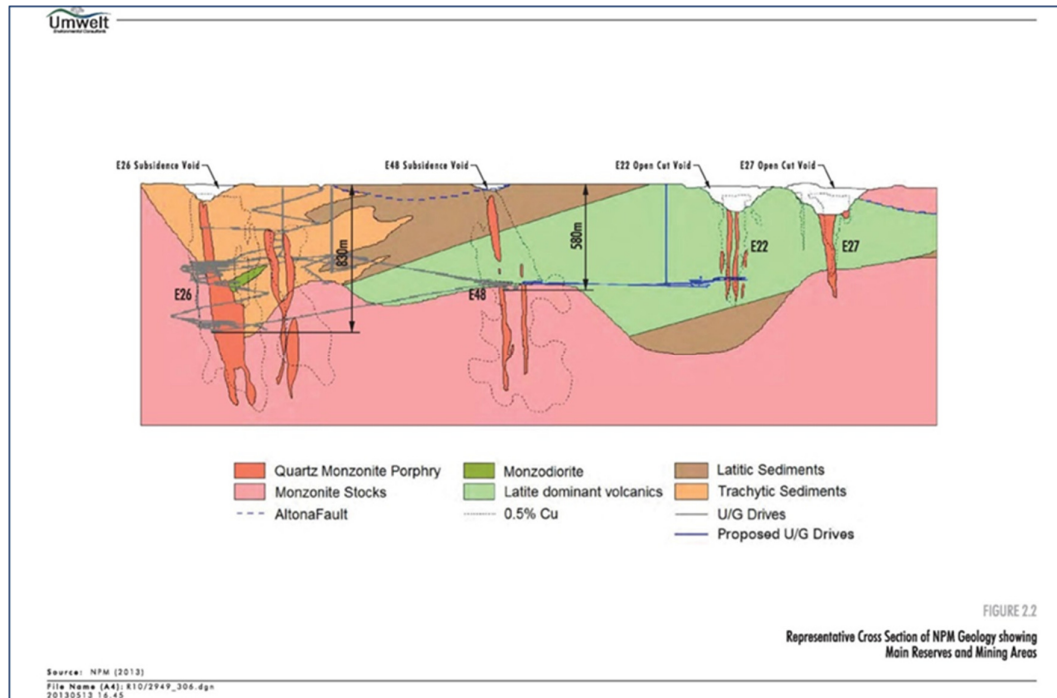 Umwelt
Environmental Consultants
E26 Subsidence Void
E48 Subsidence Void
E22 Open Cut Void
E27 Open Cut Void
830m
580m
E22
E27
E26
E48
Quartz Monzonite Porphry
Monzodiorite
Latitic Sediments
Monzonite Stocks
Latite dominant volcanics
Trachytic Sediments
AltonaFault
0.5% Cu
U/G Drives
Proposed U/G Drives
FIGURE 2.2
Representative Cross Section of NPM Geology showing
Main Reserves and Mining Areas
Source: NPM (2013)
File Name (A4): R10/2949_306.dgn
20130513 16.45